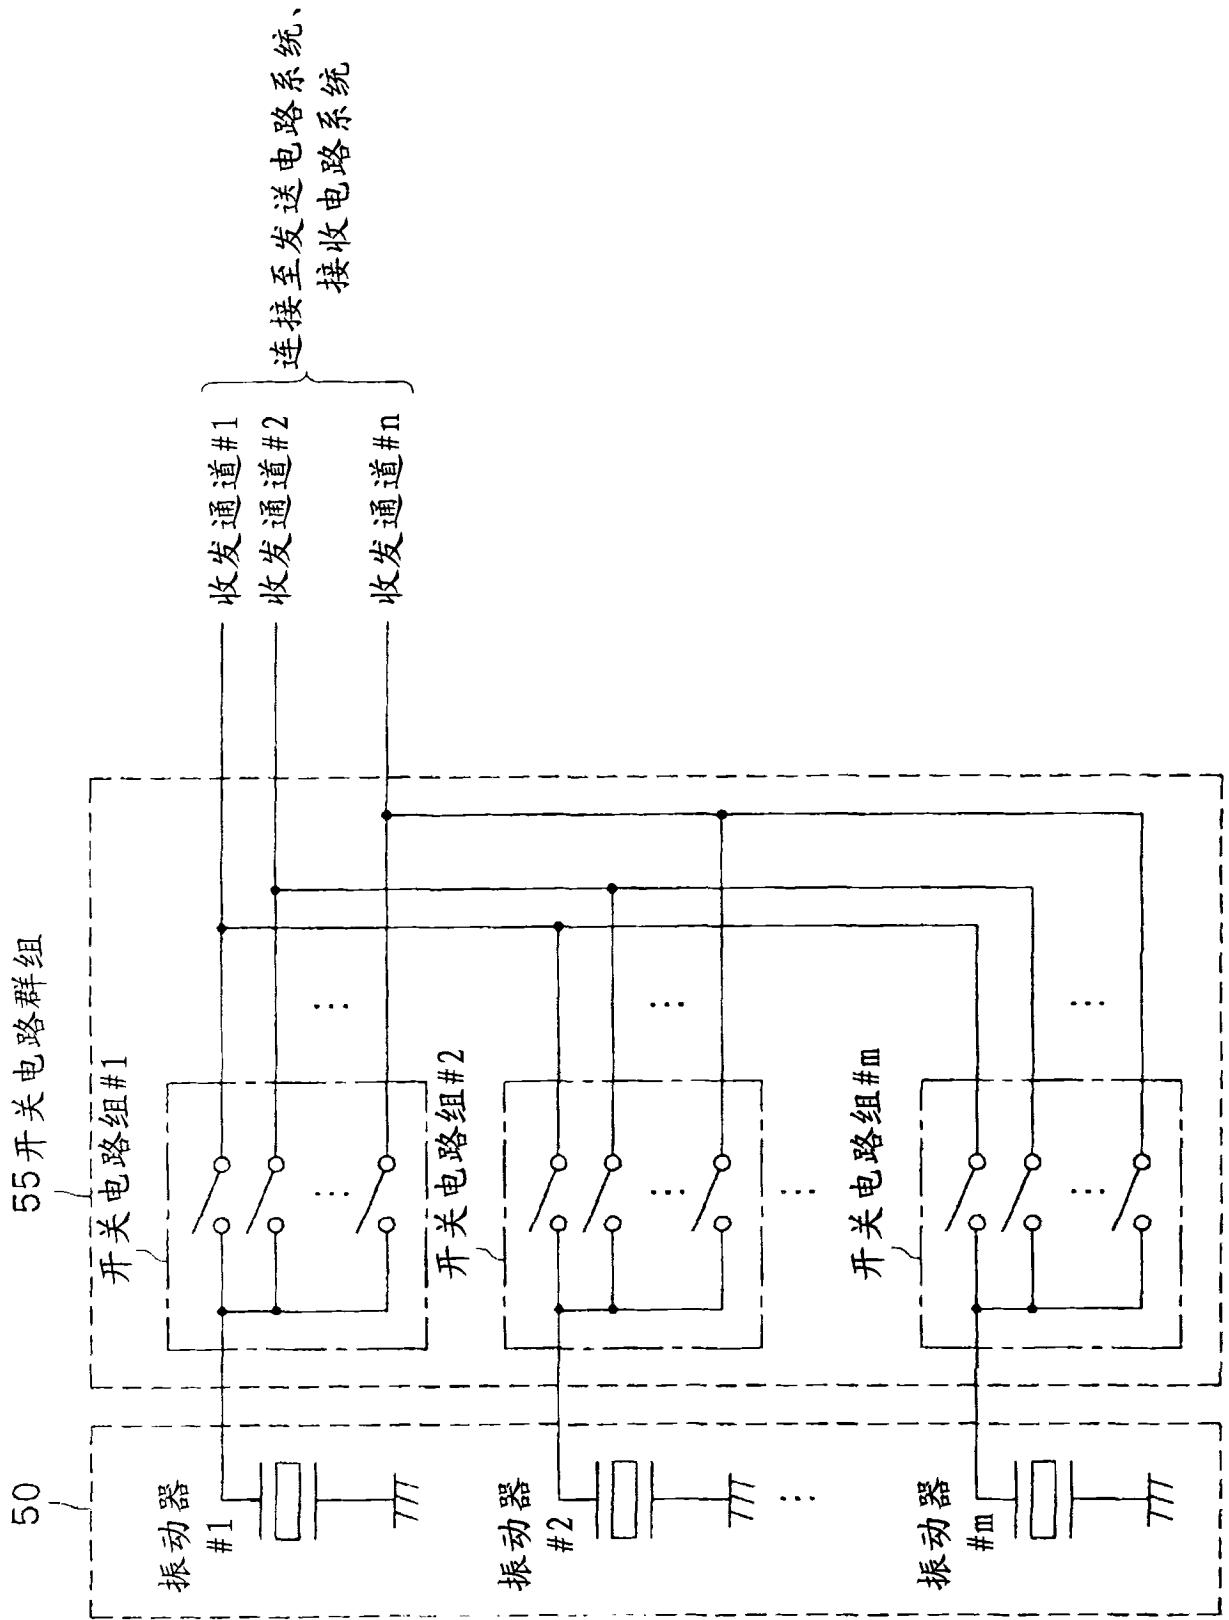 50
55开关电路群组
振动器
#1
开关电路组#1
收发通道#1
收发通道#2
…
…
收发通道#n
连接至发送电路系统、
接收电路系统
振动器
#2
开关电路组#2
…
…
…
…
振动器
#m
开关电路组#m
…
…